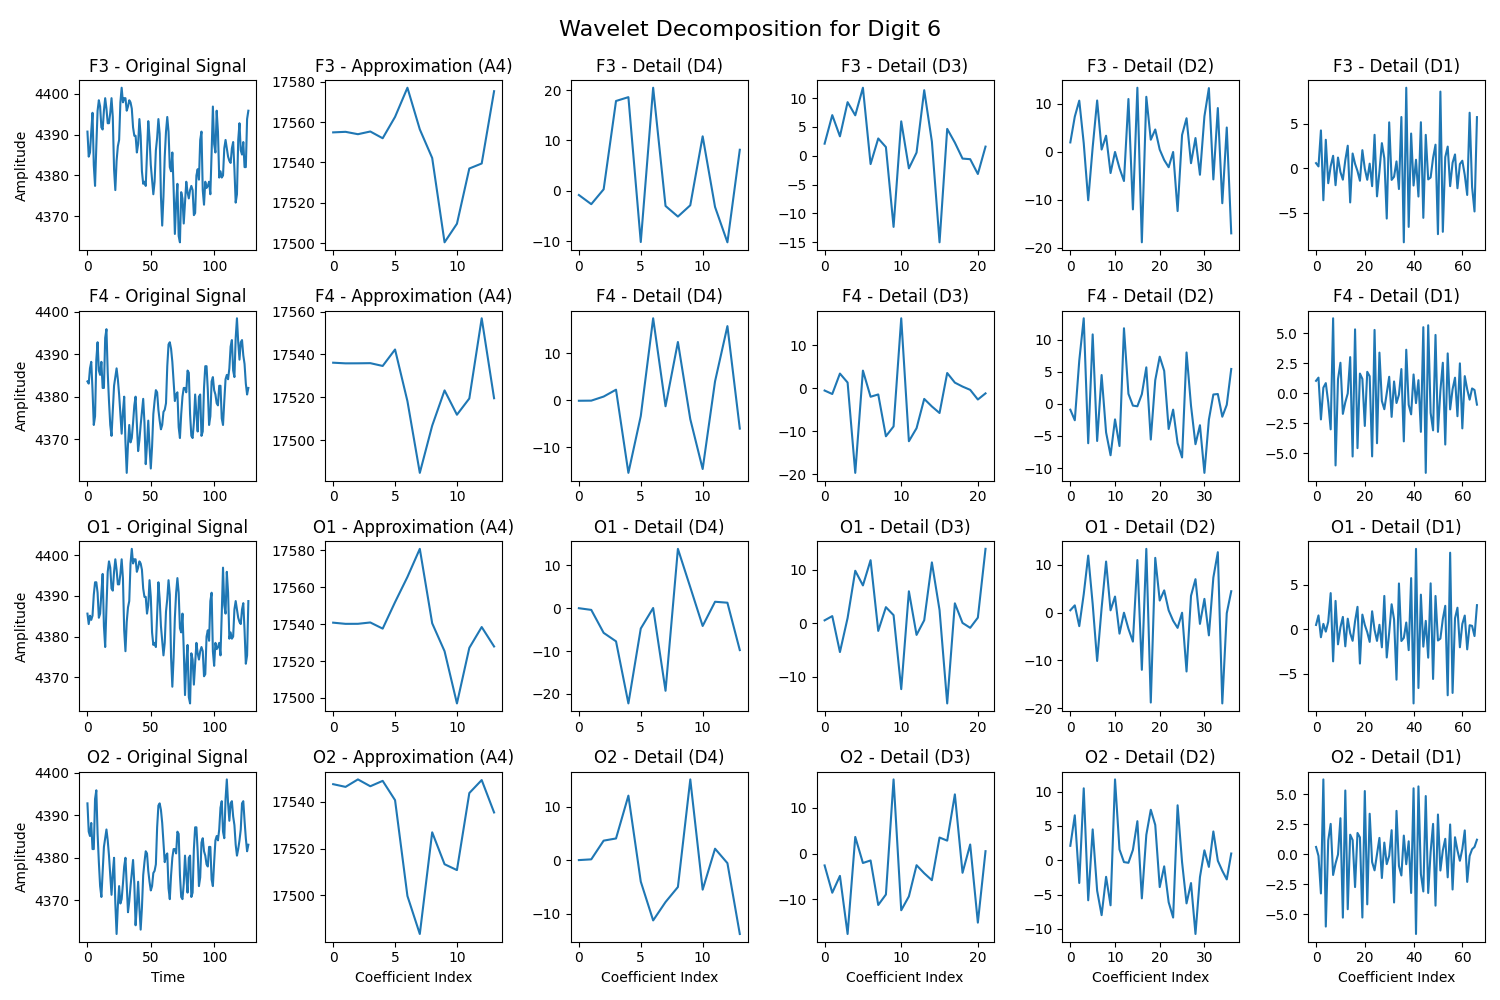 Wavelet Decomposition for Digit 6
F3 - Original Signal F3 - Approximation (A4) F3 - Detail (D4) F3 - Detail (D3) F3 - Detail (D2) F3 - Detail (D1)
Amplitude
4400
4390
4380
4370
0 50 100
17580
17560
17540
17520
17500
0 5 10
20
10
0
−10
0 5 10
10
5
0
−5
−10
−15
0 10 20
10
0
−10
−20
0 10 20 30
5
0
−5
0 20 40 60
F4 - Original Signal F4 - Approximation (A4) F4 - Detail (D4) F4 - Detail (D3) F4 - Detail (D2) F4 - Detail (D1)
Amplitude
4400
4390
4380
4370
0 50 100
17560
17540
17520
17500
0 5 10
10
0
−10
0 5 10
10
0
−10
−20
0 10 20
10
5
0
−5
−10
0 10 20 30
5.0
2.5
0.0
−2.5
−5.0
0 20 40 60
O1 - Original Signal O1 - Approximation (A4) O1 - Detail (D4) O1 - Detail (D3) O1 - Detail (D2) O1 - Detail (D1)
Amplitude
4400
4390
4380
4370
0 50 100
17580
17560
17540
17520
17500
0 5 10
10
0
−10
−20
0 5 10
10
0
−10
0 10 20
10
0
−10
−20
0 10 20 30
5
0
−5
0 20 40 60
O2 - Original Signal O2 - Approximation (A4) O2 - Detail (D4) O2 - Detail (D3) O2 - Detail (D2) O2 - Detail (D1)
Amplitude
4400
4390
4380
4370
0 50 100
17540
17520
17500
0 5 10
10
0
−10
0 5 10
10
0
−10
0 10 20
10
5
0
−5
−10
0 10 20 30
5.0
2.5
0.0
−2.5
−5.0
0 20 40 60
Time Coefficient Index Coefficient Index Coefficient Index Coefficient Index Coefficient Index